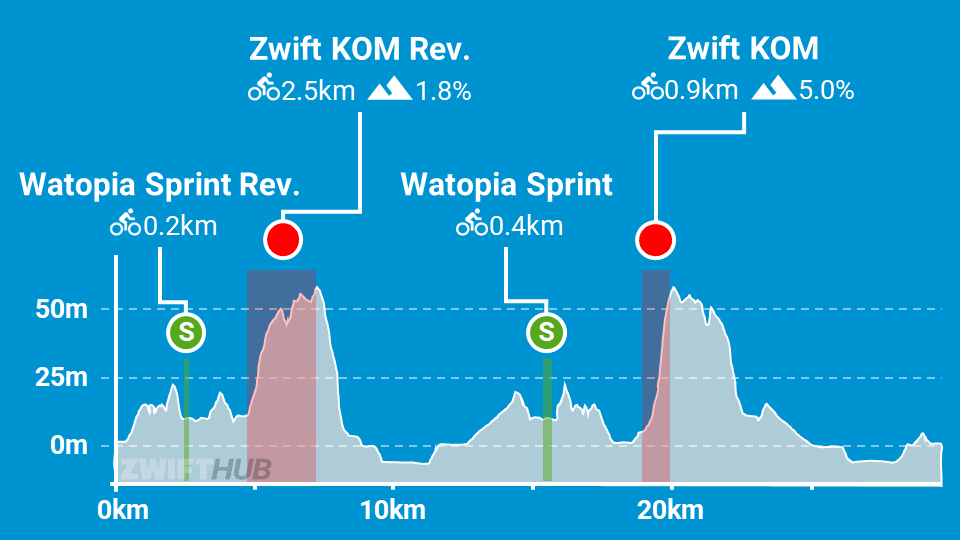 Zwift KOM Rev.
2.5km 1.8%
Zwift KOM
0.9km 5.0%
Watopia Sprint Rev.
0.2km
Watopia Sprint
0.4km
50m
S
S
25m
0m
ZWIFTHUB
0km
10km
20km